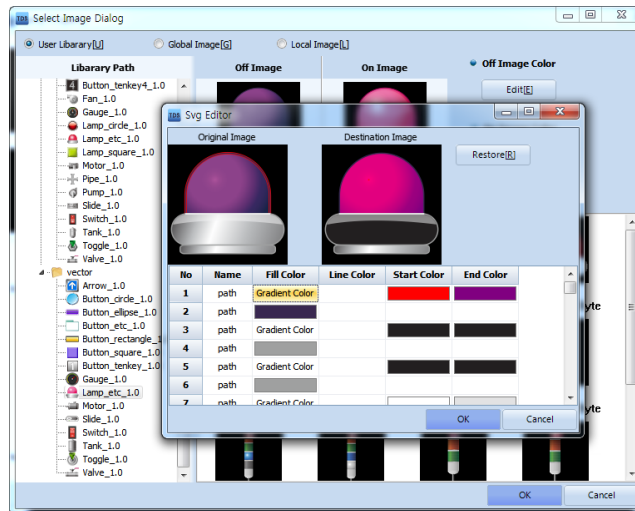 TDB Select Image Dialog
User Libarary[U] Global Image[G] Local Image[L]
Libarary Path Off Image On Image Off Image Color
Edit[E]
Button_tenkey4_1.0
Fan_1.0
Gauge_1.0
Lamp_circle_1.0
Lamp_etc_1.0
Lamp_square_1.0
Motor_1.0
Pipe_1.0
Pump_1.0
Slide_1.0
Switch_1.0
Tank_1.0
Toggle_1.0
Valve_1.0
vector
Arrow_1.0
Button_circle_1.0
Button_ellipse_1.0
Button_etc_1.0
Button_rectangle_1.
Button_square_1.0
Button_tenkey_1.0
Gauge_1.0
Lamp_etc_1.0
Motor_1.0
Slide_1.0
Switch_1.0
Tank_1.0
Toggle_1.0
Valve_1.0
TDB Svg Editor
Original Image Destination Image
Restore[R]
No Name Fill Color Line Color Start Color End Color
1 path Gradient Color
2 path
3 path Gradient Color
4 path
5 path Gradient Color
6 path
7 path Gradient Color
OK Cancel
yte
yte
OK Cancel